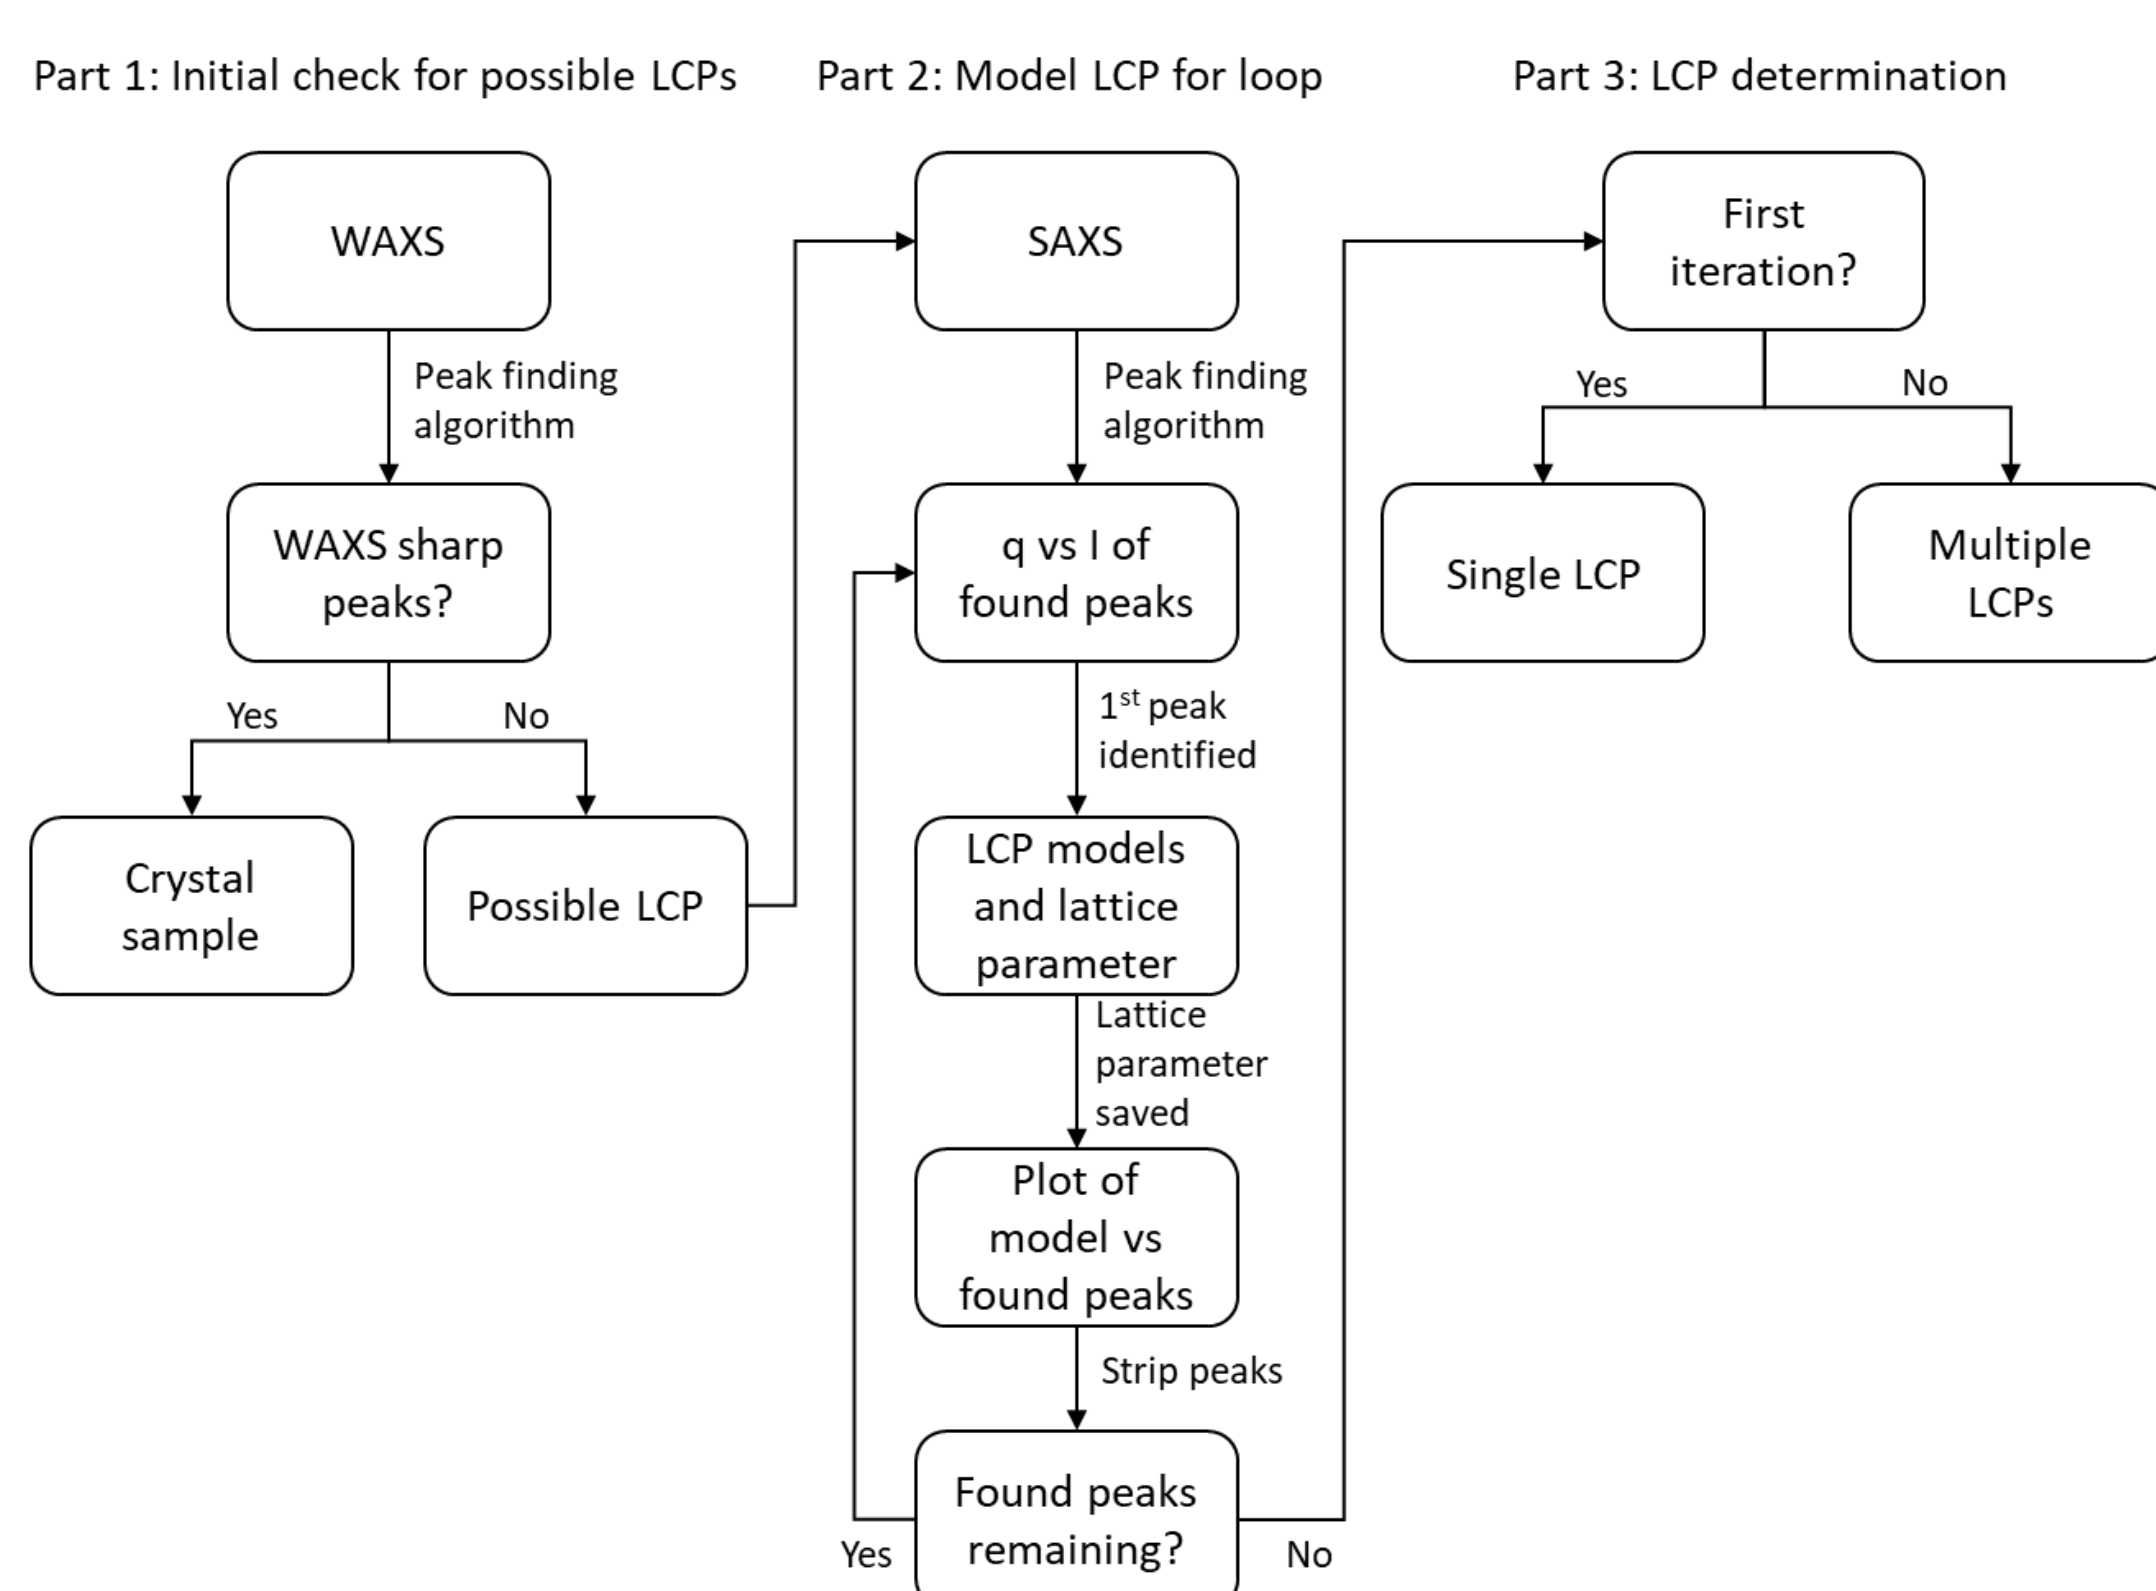 Part 1: Initial check for possible LCPs
WAXS
Peak finding
algorithm
WAXS sharp
peaks?
Yes
No
Crystal
sample
Possible LCP
Part 2: Model LCP for loop
SAXS
Peak finding
algorithm
q vs I of
found peaks
1st peak
identified
LCP models
and lattice
parameter
Lattice
parameter
saved
Plot of
model vs
found peaks
Strip peaks
Found peaks
remaining?
Yes
No
Part 3: LCP determination
First
iteration?
Yes
No
Single LCP
Multiple
LCPs